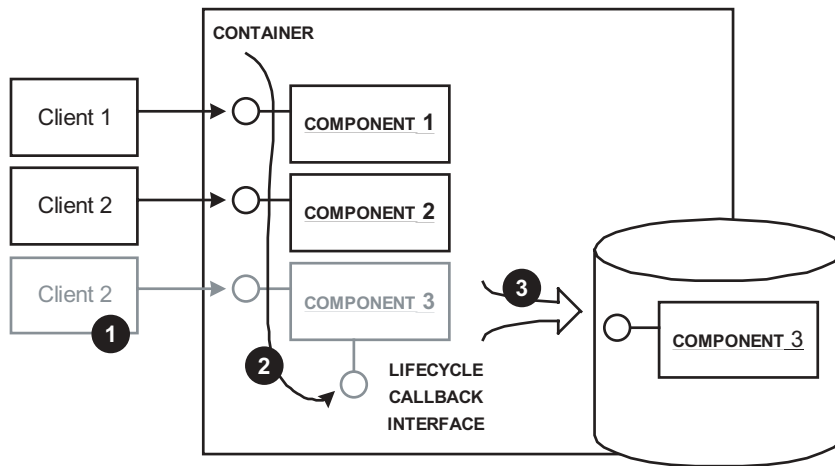 CONTAINER
Client 1
COMPONENT 1
Client 2
COMPONENT 2
Client 2
1
COMPONENT 3
3
COMPONENT 3
2
LIFECYCLE
CALLBACK
INTERFACE